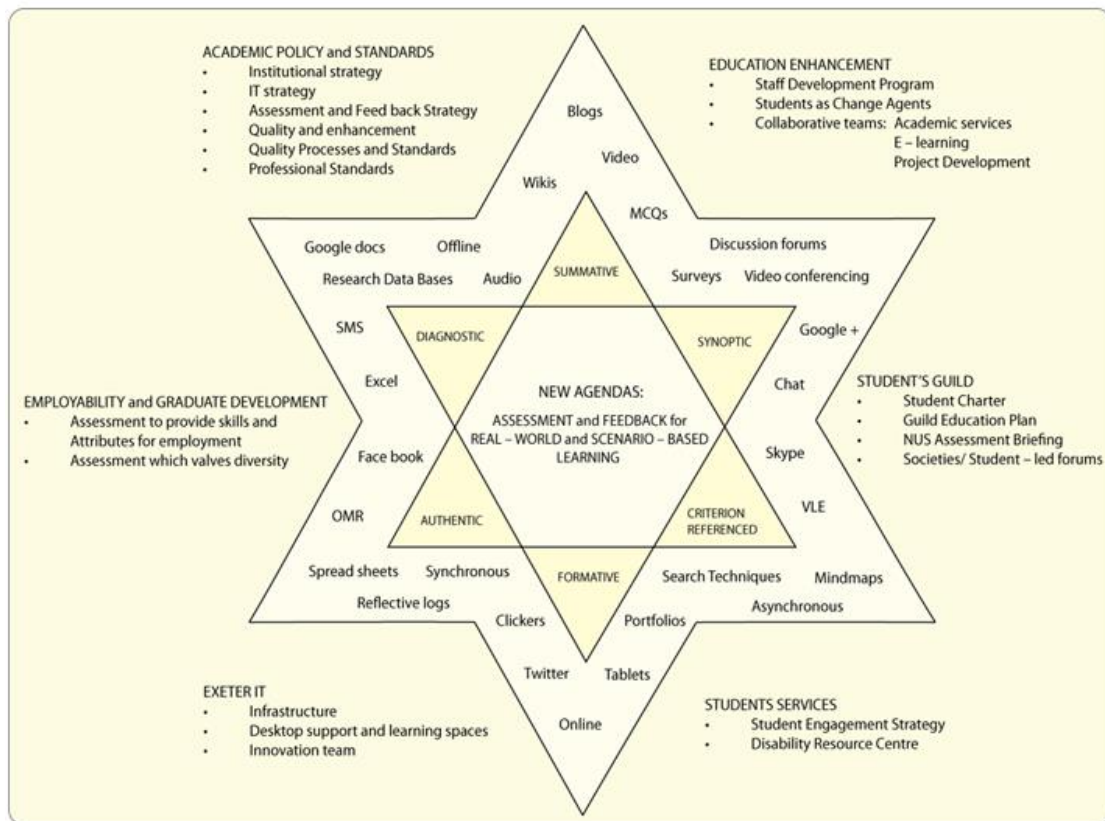 ACADEMIC POLICY and STANDARDS
• Institutional strategy
• IT strategy
• Assessment and Feed back Strategy
• Quality and enhancement
• Quality Processes and Standards
• Professional Standards
EDUCATION ENHANCEMENT
• Staff Development Program
• Students as Change Agents
• Collaborative teams: Academic services
E – learning
Project Development
Blogs
Video
Wikis
MCQs
Google docs
Offline
Discussion forums
Research Data Bases
Audio
SUMMATIVE
Surveys
Video conferencing
SMS
DIAGNOSTIC
SYNOPTIC
Google +
Excel
Chat
NEW AGENDAS:
ASSESSMENT and FEEDBACK for
REAL – WORLD and SCENARIO – BASED
LEARNING
EMPLOYABILITY and GRADUATE DEVELOPMENT
• Assessment to provide skills and
Attributes for employment
• Assessment which valves diversity
STUDENT'S GUILD
• Student Charter
• Guild Education Plan
• NUS Assessment Briefing
• Societies/ Student – led forums
Face book
Skype
OMR
AUTHENTIC
CRITERION
REFERENCED
VLE
Spread sheets
Synchronous
FORMATIVE
Search Techniques
Mindmaps
Reflective logs
Asynchronous
Clickers
Portfolios
Twitter
Tablets
Online
EXETER IT
• Infrastructure
• Desktop support and learning spaces
• Innovation team
STUDENTS SERVICES
• Student Engagement Strategy
• Disability Resource Centre